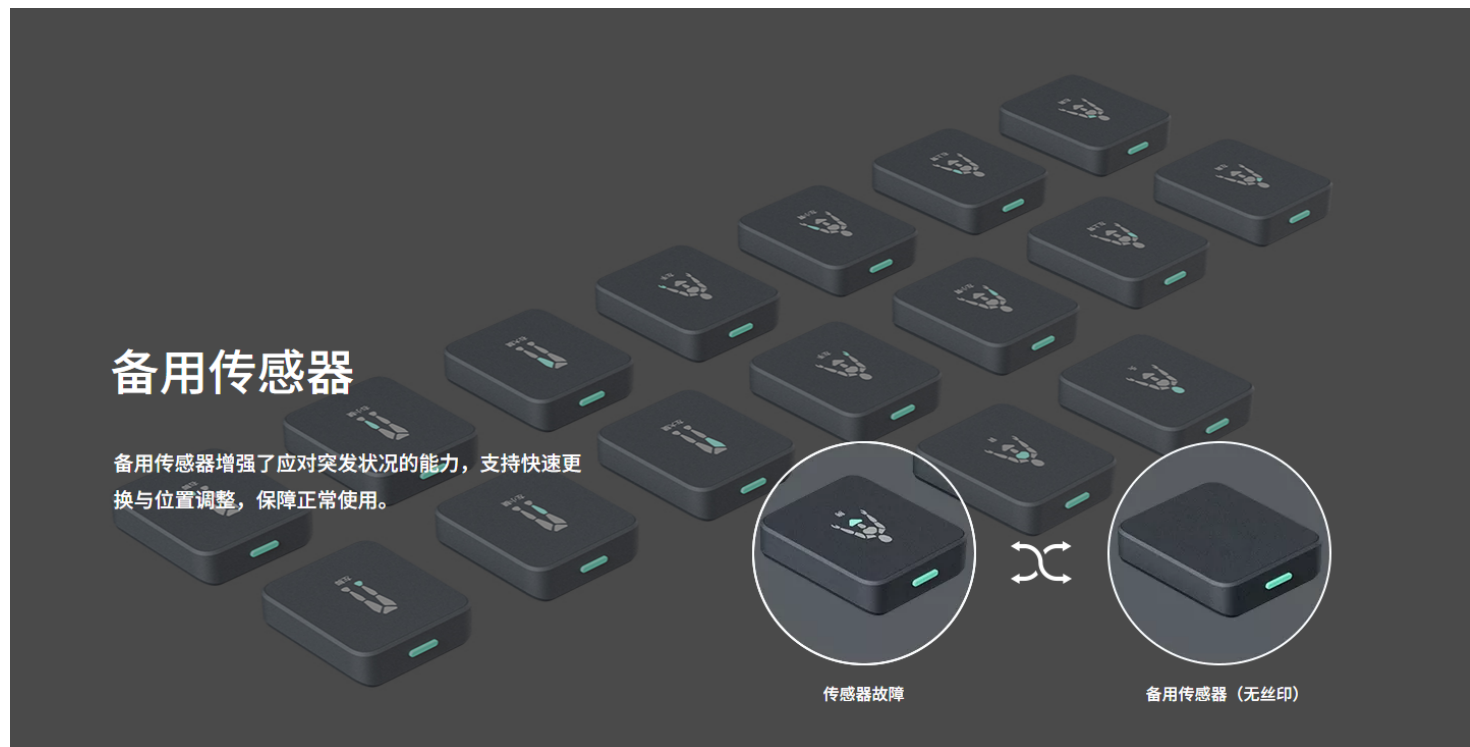 备用传感器
备用传感器增强了应对突发状况的能力，支持快速更
换与位置调整，保障正常使用。
传感器故障
备用传感器（无丝印）